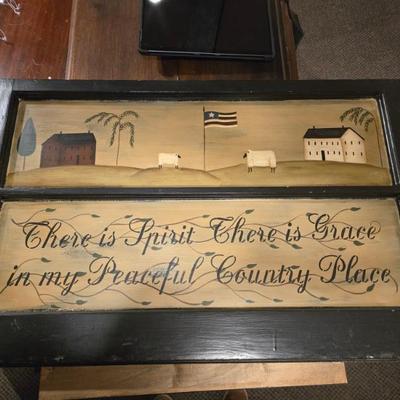 There is Spirit There is Grace
in my Peaceful Country Place